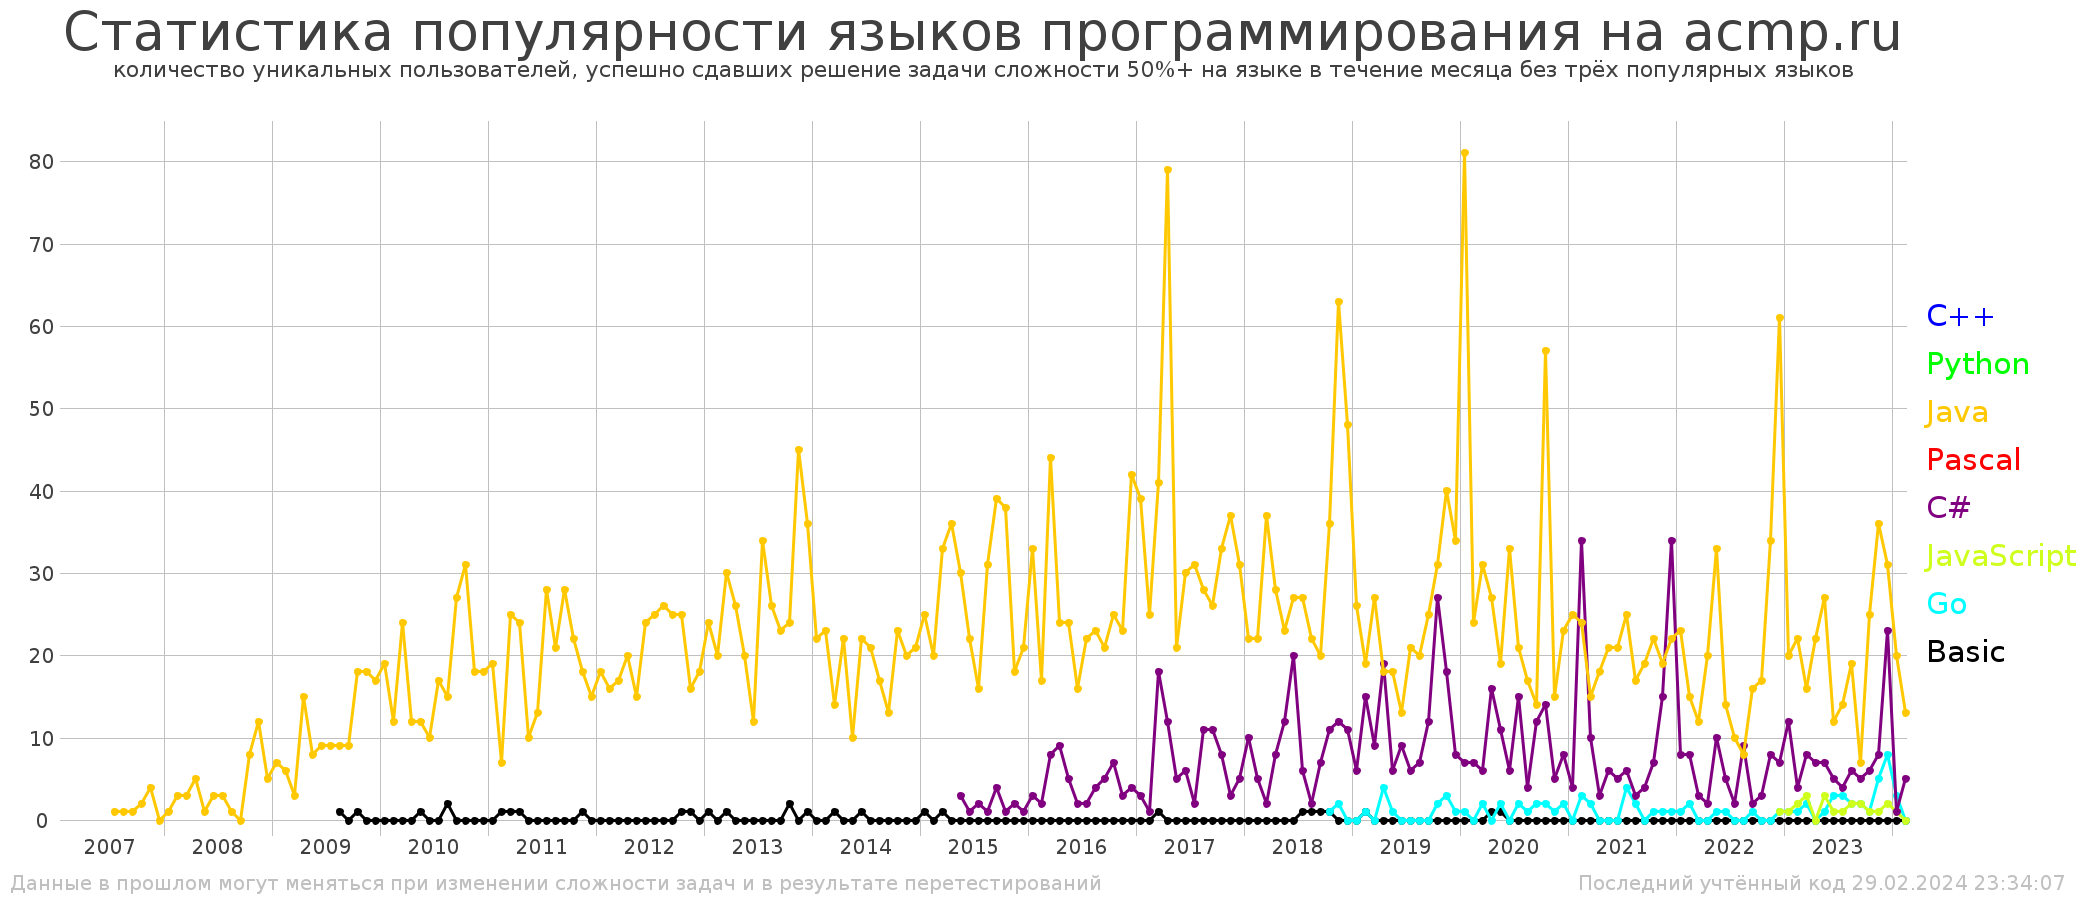 Статистика популярности языков программирования на acmp.ru
количество уникальных пользователей, успешно сдавших решение задачи сложности 50%+ на языке в течение месяца без трёх популярных языков
80
70
60
50
40
30
20
10
0
C++
Python
Java
Pascal
C#
JavaScript
Go
Basic
2007 2008 2009 2010 2011 2012 2013 2014 2015 2016 2017 2018 2019 2020 2021 2022 2023
Данные в прошлом могут меняться при изменении сложности задач и в результате перетестирований
Последний учтённый код 29.02.2024 23:34:07